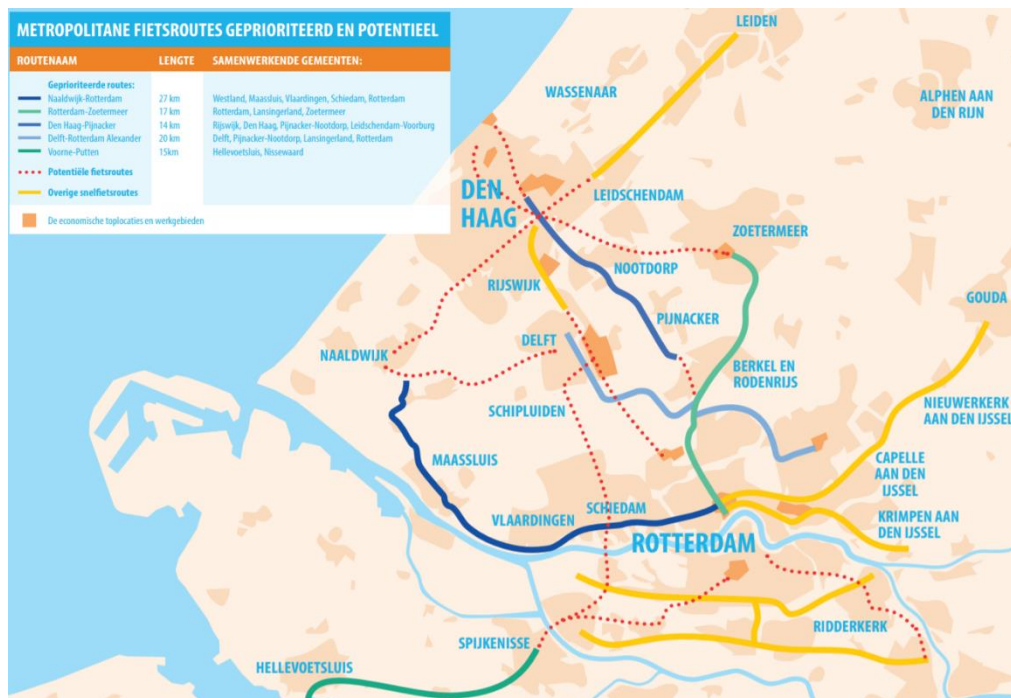 METROPOLITANE FIETSROUTES GEPRIORITEERD EN POTENTIEEL
ROUTENAAM LENGTE SAMENWERKENDE GEMEENTEN:
Geprioriteerde routes:
Naaldwijk-Rotterdam 27 km Westland, Maassluis, Vlaardingen, Schiedam, Rotterdam
Rotterdam-Zoetermeer 17 km Rotterdam, Lansingerland, Zoetermeer
Den Haag-Pijnacker 14 km Rijswijk, Den Haag, Pijnacker-Nootdorp, Leidschendam-Voorburg
Delft-Rotterdam Alexander 20 km Delft, Pijnacker-Nootdorp, Lansingerland, Rotterdam
Voorne-Putten 15km Hellevoetsluis, Nissewaard
Potentiële fietsroutes
Overige snelfietsroutes
De economische toplocaties en werkgebieden
LEIDEN
WASSENAAR
ALPHEN AAN
DEN RIJN
DEN
HAAG
LEIDSCHENDAM
ZOETERMEER
NOOTDORP
RIJSWIJK
GOUDA
PIJNACKER
DELFT
NAALDWIJK
BERKEL EN
RODENRIJS
NIEUWERKERK
AAN DEN IJSSEL
SCHIPLUIDEN
MAASSLUIS
CAPELLE
AAN DEN
IJSSEL
SCHIEDAM
VLAARDINGEN
KRIMPEN AAN
DEN IJSSEL
ROTTERDAM
RIDDERKERK
SPIJKENISSE
HELLEVOETSLUIS